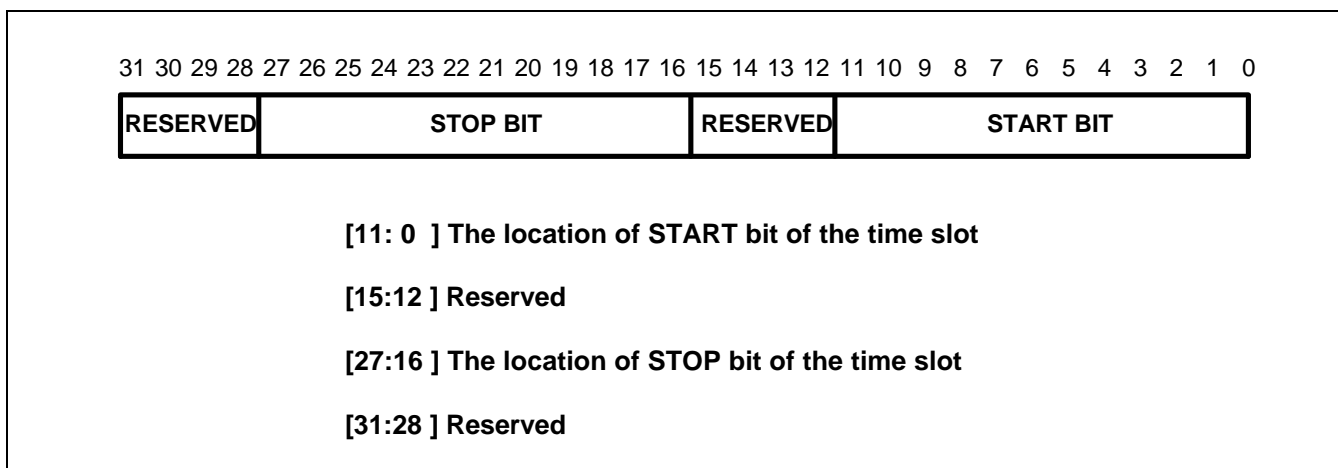 31 30 29 28 27 26 25 24 23 22 21 20 19 18 17 16 15 14 13 12 11 10 9 8 7 6 5 4 3 2 1 0
RESERVED STOP BIT RESERVED START BIT
[11: 0 ] The location of START bit of the time slot
[15:12 ] Reserved
[27:16 ] The location of STOP bit of the time slot
[31:28 ] Reserved